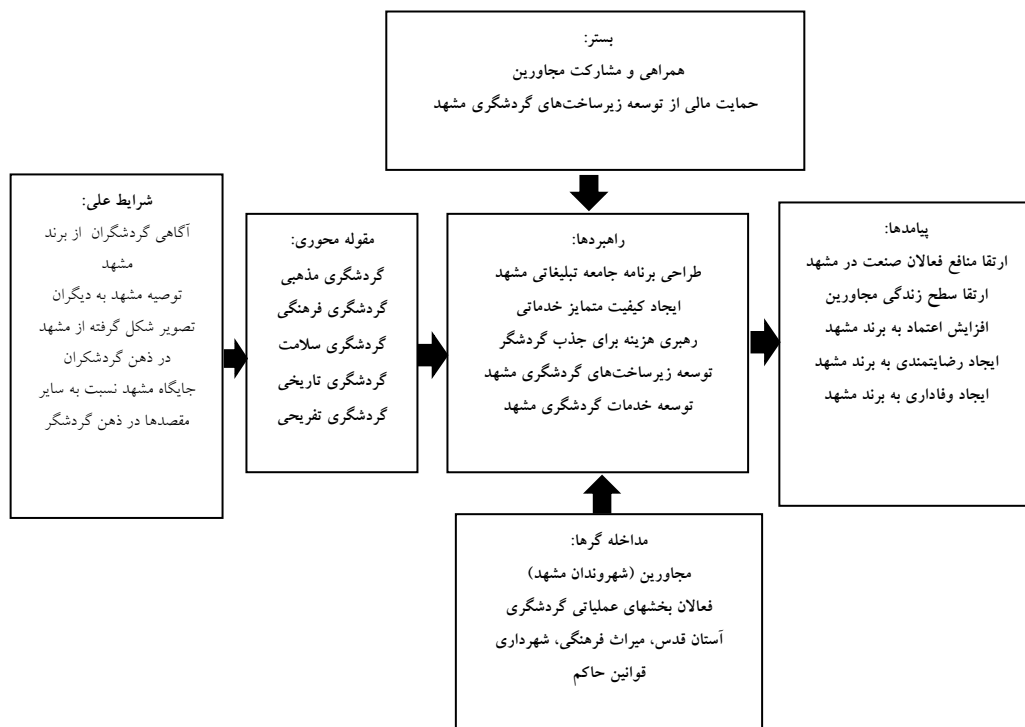 بستر:
همراهی و مشارکت مجاورین
حمایت مالی از توسعه زیرساخت‌های گردشگری مشهد
شرایط علی:
آگاهی گردشگران از برند
مشهد
توصیه مشهد به دیگران
تصویر شکل گرفته از مشهد
در ذهن گردشکران
جایگاه مشهد نسبت به سایر
مقصدها در ذهن گردشگر
مقوله محوری:
گردشگری مذهبی
گردشگری فرهنگی
گردشگری سلامت
گردشگری تاریخی
گردشگری تفریحی
راهبردها:
طراحی برنامه جامعه تبلیغاتی مشهد
ایجاد کیفیت متمایز خدماتی
رهبری هزینه برای جذب گردشگر
توسعه زیرساخت‌های گردشگری مشهد
توسعه خدمات گردشگری مشهد
پیامدها:
ارتقا منافع فعالان صنعت در مشهد
ارتقا سطح زندگی مجاورین
افزایش اعتماد به برند مشهد
ایجاد رضایتمندی به برند مشهد
ایجاد وفاداری به برند مشهد
مداخله گرها:
مجاورین (شهروندان مشهد)
فعالان بخشهای عملیاتی گردشگری
آستان قدس، میراث فرهنگی، شهرداری
قوانین حاکم